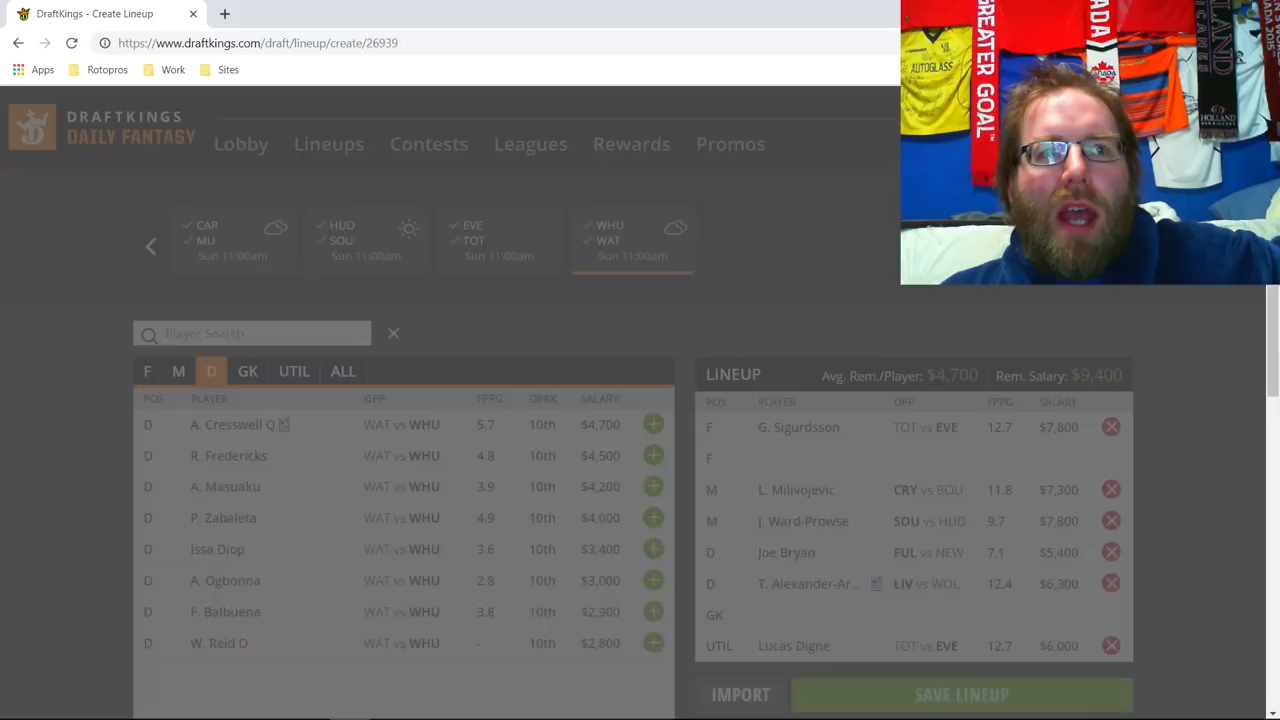 DraftKings - Create Lineup
https://www.draftkings.com/draft/lineup/create/26939
Apps Rotopros Work Sites
DRAFTKINGS
DAILY FANTASY
Lobby Lineups Contests Leagues Rewards Promos
CAR
MU
Sun 11:00am
HUD
SOU
Sun 11:00am
EVE
TOT
Sun 11:00am
WHU
WAT
Sun 11:00am
Player Search
F M D GK UTIL ALL
POS PLAYER OPP FPPG OPRK SALARY
D A. Cresswell Q WAT vs WHU 5.7 10th $4,700
D R. Fredericks WAT vs WHU 4.8 10th $4,500
D A. Masuaku WAT vs WHU 3.9 10th $4,200
D P. Zabaleta WAT vs WHU 4.9 10th $4,000
D Issa Diop WAT vs WHU 3.6 10th $3,400
D A. Ogbonna WAT vs WHU 2.8 10th $3,000
D F. Balbuena WAT vs WHU 3.8 10th $2,900
D W. Reid O WAT vs WHU - 10th $2,800
LINEUP Avg. Rem./Player: $4,700 Rem. Salary: $9,400
POS PLAYER OPP FPPG SALARY
F G. Sigurdsson TOT vs EVE 12.7 $7,800
F
M L. Milivojevic CRY vs BOU 11.8 $7,300
M J. Ward-Prowse SOU vs HUD 9.7 $7,800
D Joe Bryan FUL vs NEW 7.1 $5,400
D T. Alexander-Ar... LIV vs WOL 12.4 $6,300
GK
UTIL Lucas Digne TOT vs EVE 12.7 $6,000
IMPORT SAVE LINEUP
AUTOGLASS
GREATER GOAL™
HOLLAND